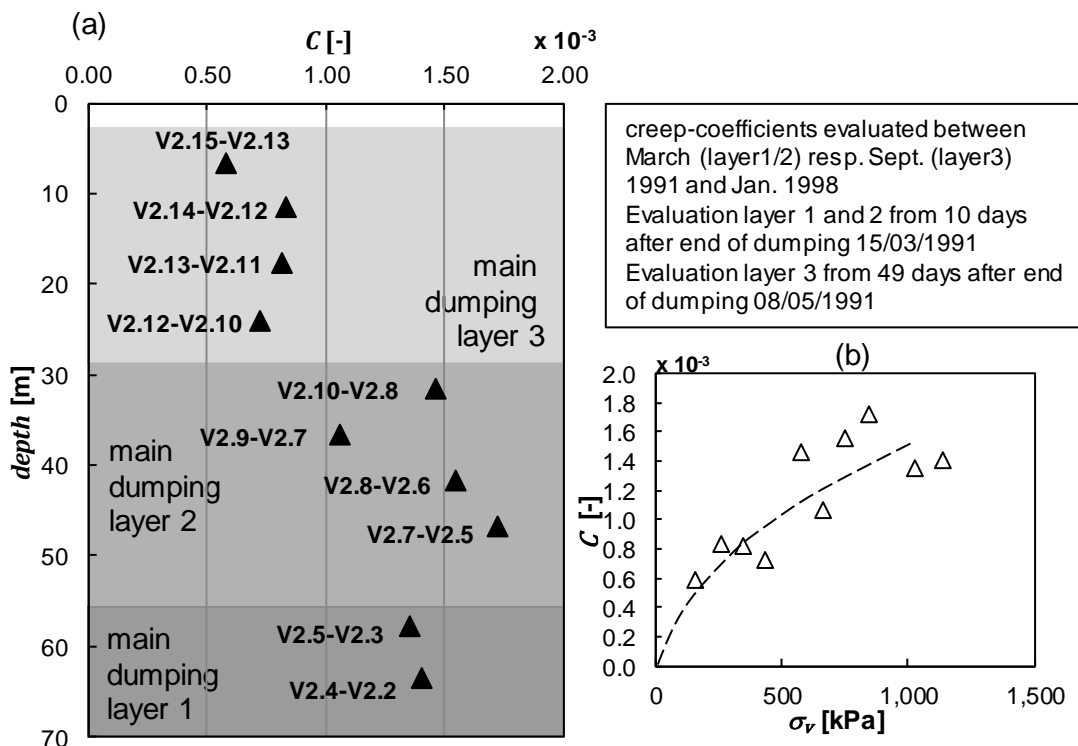 (a)
C [-]
x 10⁻³
0.00 0.50 1.00 1.50 2.00
0
10
20
30
40
50
60
70
depth [m]
V2.15-V2.13
V2.14-V2.12
V2.13-V2.11
V2.12-V2.10
main
dumping
layer 3
V2.10-V2.8
V2.9-V2.7
V2.8-V2.6
V2.7-V2.5
main
dumping
layer 2
V2.5-V2.3
V2.4-V2.2
main
dumping
layer 1
creep-coefficients evaluated between
March (layer1/2) resp. Sept. (layer3)
1991 and Jan. 1998
Evaluation layer 1 and 2 from 10 days
after end of dumping 15/03/1991
Evaluation layer 3 from 49 days after end
of dumping 08/05/1991
(b)
x 10⁻³
2.0
1.8
1.6
1.4
1.2
1.0
0.8
0.6
0.4
0.2
0.0
C [-]
0 500 1,000 1,500
σᵥ [kPa]